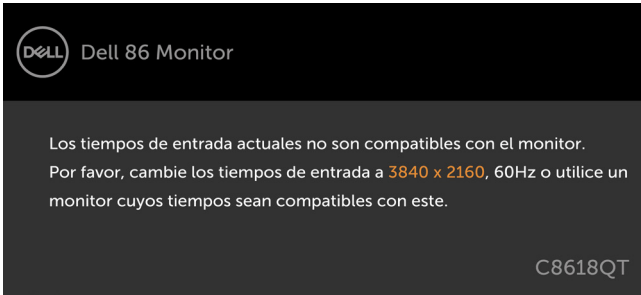 DELL
Dell 86 Monitor
Los tiempos de entrada actuales no son compatibles con el monitor.
Por favor, cambie los tiempos de entrada a 3840 x 2160, 60Hz o utilice un
monitor cuyos tiempos sean compatibles con este.
C8618QT